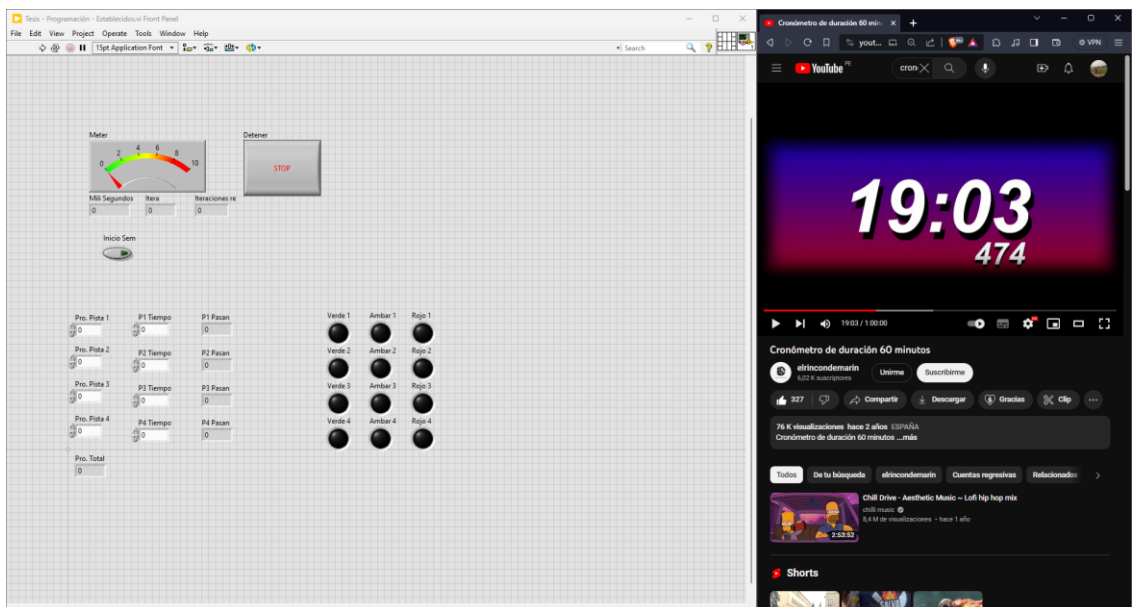 Tesis - Programación - Establecidos.vi Front Panel
File Edit View Project Operate Tools Window Help
15pt Application Font
Search
Meter
0 2 4 6 8 10
Detener
STOP
Mili Segundos Itera Iteraciones re
0 0 0
Inicio Sem
Pro. Pista 1 P1 Tiempo P1 Pasan
0 0 0
Pro. Pista 2 P2 Tiempo P2 Pasan
0 0 0
Pro. Pista 3 P3 Tiempo P3 Pasan
0 0 0
Pro. Pista 4 P4 Tiempo P4 Pasan
0 0 0
Pro. Total
0
Verde 1 Ambar 1 Rojo 1
Verde 2 Ambar 2 Rojo 2
Verde 3 Ambar 3 Rojo 3
Verde 4 Ambar 4 Rojo 4
Cronómetro de duración 60 min
yout...
VPN
YouTube PE
cron
19:03
474
19:03 / 1:00:00
Cronómetro de duración 60 minutos
elrincondemarin
6,02 K suscriptores
Unirme
Suscribirme
327 Compartir Descargar Gracias Clip ...
76 K visualizaciones hace 2 años ESPAÑA
Cronómetro de duración 60 minutos ...más
Todos De tu búsqueda elrincondemarin Cuentas regresivas Relacionados
Chill Drive - Aesthetic Music ~ Lofi hip hop mix
chilli music
8,4 M de visualizaciones • hace 1 año
2:53:52
Shorts